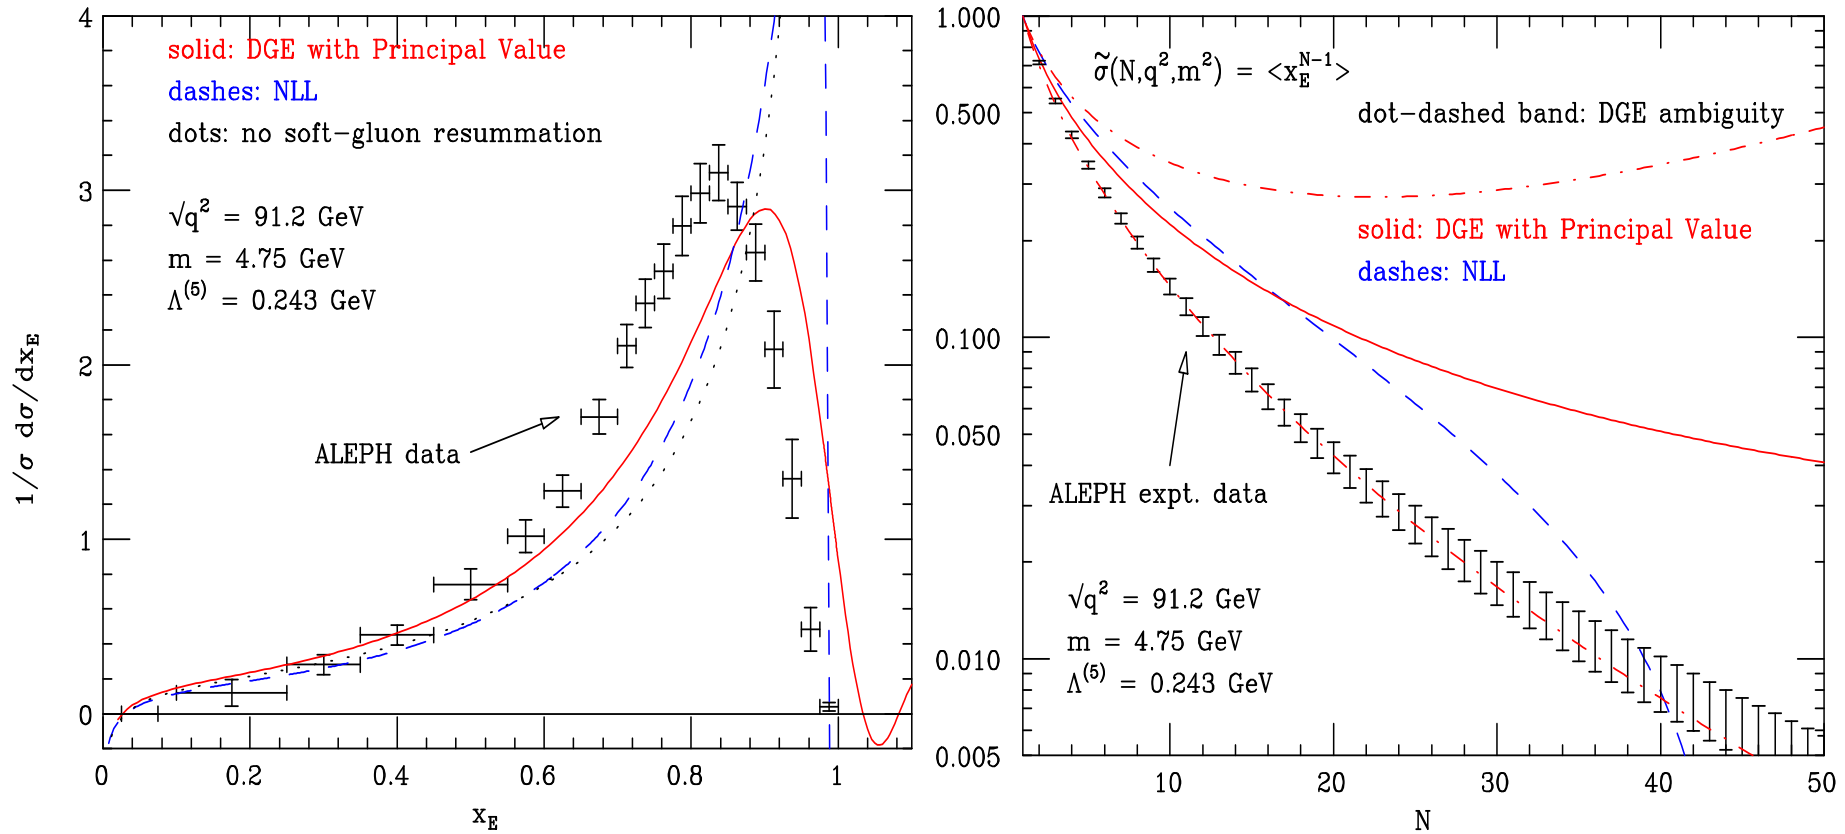 4
3
2
1
0
0
0.2
0.4
0.6
0.8
1
x_E
1/σ dσ/dx_E
solid: DGE with Principal Value
dashes: NLL
dots: no soft-gluon resummation
√q² = 91.2 GeV
m = 4.75 GeV
Λ⁽⁵⁾ = 0.243 GeV
ALEPH data
1.000
0.500
0.100
0.050
0.010
0.005
10
20
30
40
50
N
σ̃(N,q²,m²) = <x_E^{N-1}>
dot-dashed band: DGE ambiguity
solid: DGE with Principal Value
dashes: NLL
ALEPH expt. data
√q² = 91.2 GeV
m = 4.75 GeV
Λ⁽⁵⁾ = 0.243 GeV